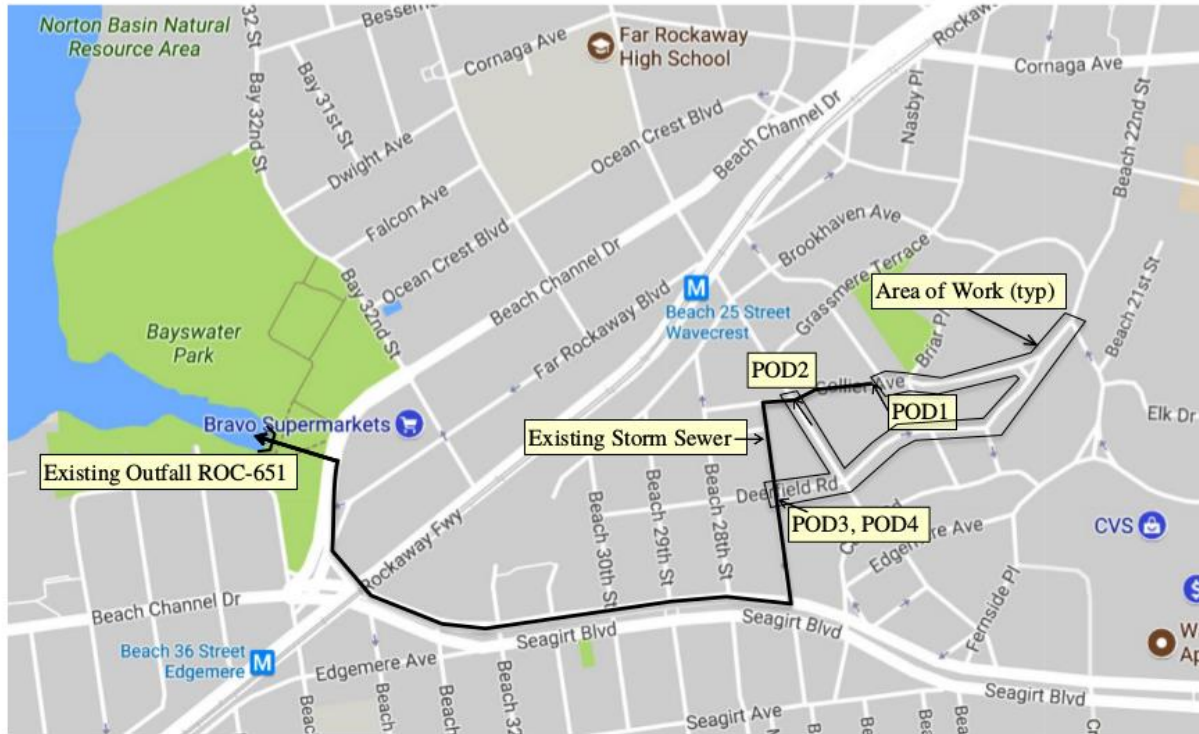 Norton Basin Natural
Resource Area
32 St
Besseme
Cornaga Ave
Far Rockaway
High School
Rockaway
Cornaga Ave
Bay 32nd St
Bay 31st St
Dwight Ave
Nasby Pl
Beach 22nd St
Ocean Crest Blvd
Beach Channel Dr
Falcon Ave
Ocean Crest Blvd
Brookhaven Ave
Grassmere Terrace
Beach Channel Dr
Far Rockaway Blvd
Bay 32nd St
Area of Work (typ)
Beach 21st St
Beach 25 Street
Wavecrest
Bayswater
Park
Briar Pl
POD2
Collier Ave
POD1
Bravo Supermarkets
Existing Storm Sewer
Elk Dr
Existing Outfall ROC-651
Deerfield Rd
POD3, POD4
CVS
Rockaway Fwy
Beach 30th St
Beach 29th St
Beach 28th St
Edgemere Ave
Fernside Pl
Beach Channel Dr
Seagirt Blvd
Seagirt Blvd
Beach 36 Street
Edgemere
Edgemere Ave
Beach 32
Seagirt Blvd
Seagirt Ave
Beach
Be
Cr
W
Ap